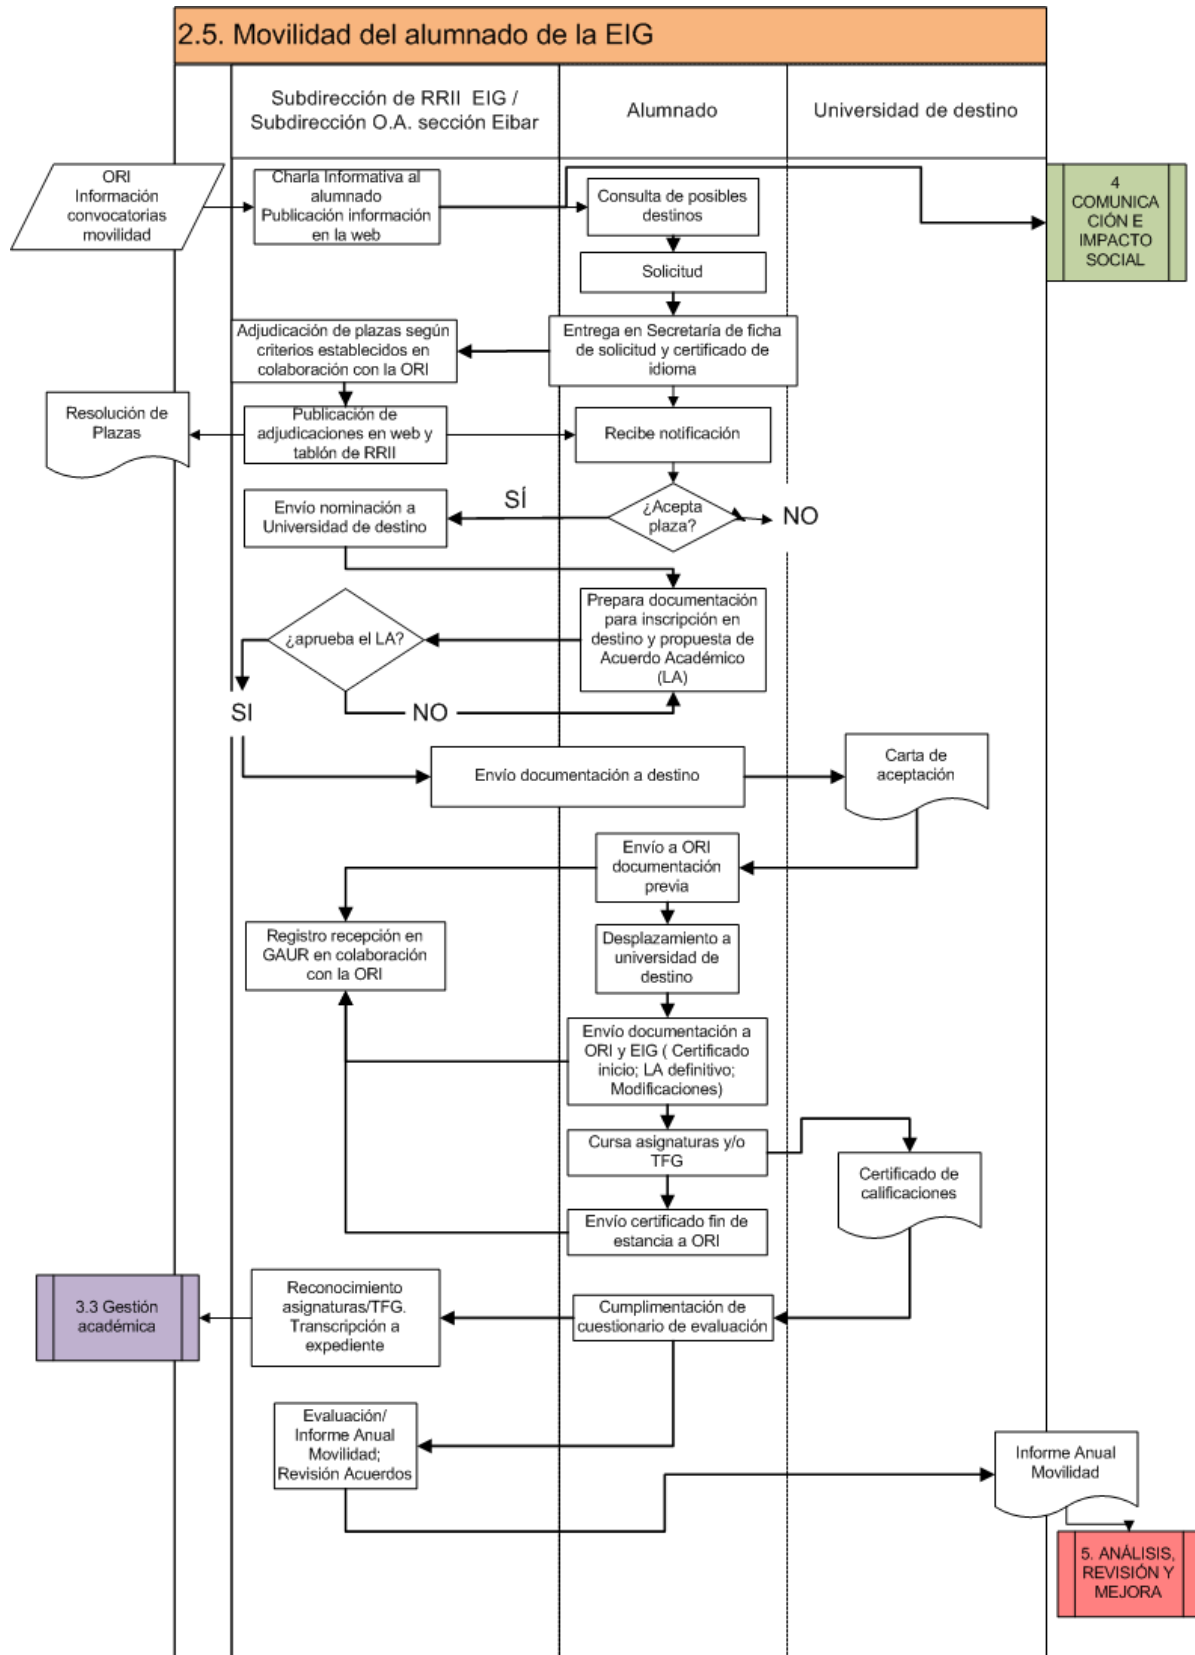 2.5. Movilidad del alumnado de la EIG
Subdirección de RRII EIG /
Subdirección O.A. sección Eibar
Alumnado
Universidad de destino
ORI
Información
convocatorias
movilidad
Charla Informativa al
alumnado
Publicación información
en la web
Consulta de posibles
destinos
4
COMUNICA
CIÓN E
IMPACTO
SOCIAL
Solicitud
Adjudicación de plazas según
criterios establecidos en
colaboración con la ORI
Entrega en Secretaría de ficha
de solicitud y certificado de
idioma
Resolución de
Plazas
Publicación de
adjudicaciones en web y
tablón de RRII
Recibe notificación
Envío nominación a
Universidad de destino
SÍ
¿Acepta
plaza?
NO
¿aprueba el LA?
Prepara documentación
para inscripción en
destino y propuesta de
Acuerdo Académico
(LA)
SI
NO
Envío documentación a destino
Carta de
aceptación
Envío a ORI
documentación
previa
Registro recepción en
GAUR en colaboración
con la ORI
Desplazamiento a
universidad de
destino
Envío documentación a
ORI y EIG ( Certificado
inicio; LA definitivo;
Modificaciones)
Cursa asignaturas y/o
TFG
Certificado de
calificaciones
Envío certificado fin de
estancia a ORI
3.3 Gestión
académica
Reconocimiento
asignaturas/TFG.
Transcripción a
expediente
Cumplimentación de
cuestionario de evaluación
Evaluación/
Informe Anual
Movilidad;
Revisión Acuerdos
Informe Anual
Movilidad
5. ANÁLISIS,
REVISIÓN Y
MEJORA